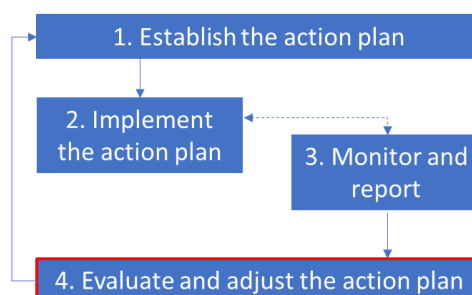 1. Establish the action plan
2. Implement
the action plan
3. Monitor and
report
4. Evaluate and adjust the action plan